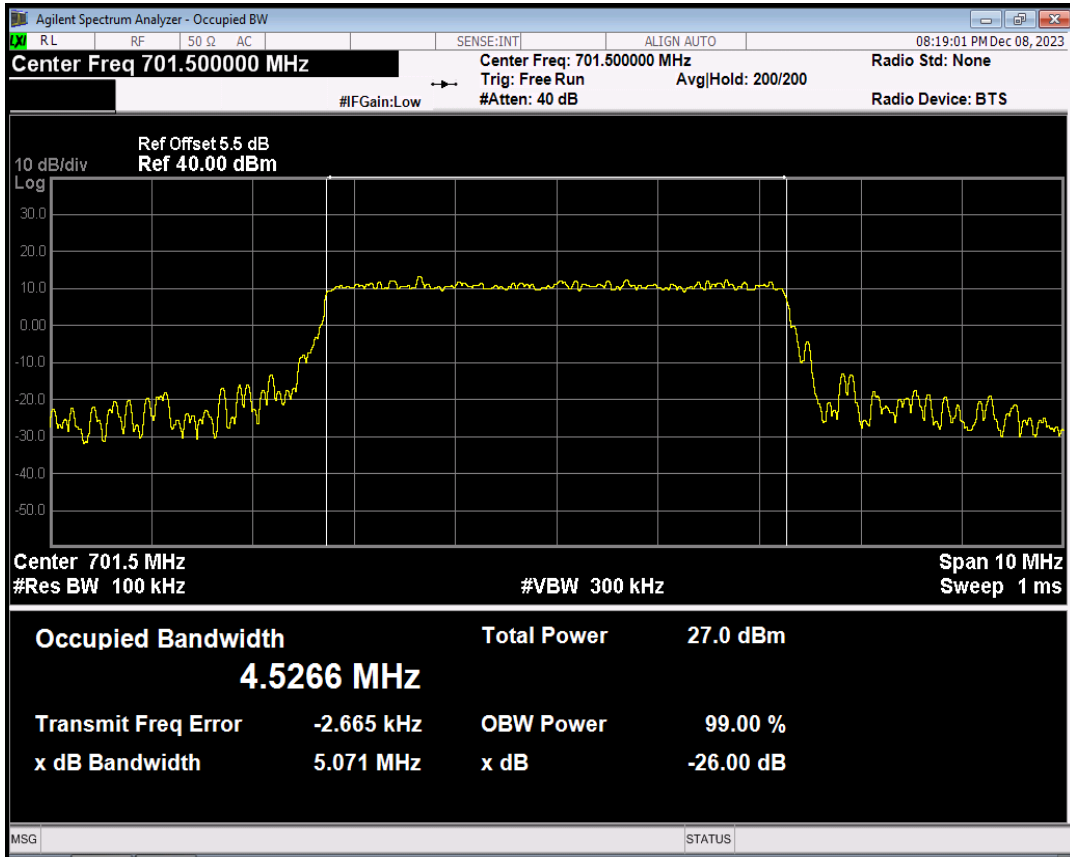 Agilent Spectrum Analyzer - Occupied BW
LXI RL RF 50 Ω AC SENSE:INT ALIGN AUTO 08:19:01 PM Dec 08, 2023
Center Freq 701.500000 MHz
Center Freq: 701.500000 MHz
Radio Std: None
Trig: Free Run
Avg|Hold: 200/200
#IFGain:Low
#Atten: 40 dB
Radio Device: BTS
Ref Offset 5.5 dB
10 dB/div
Ref 40.00 dBm
Log
30.0
20.0
10.0
0.00
-10.0
-20.0
-30.0
-40.0
-50.0
Center 701.5 MHz
Span 10 MHz
#Res BW 100 kHz
#VBW 300 kHz
Sweep 1 ms
Occupied Bandwidth
Total Power 27.0 dBm
4.5266 MHz
Transmit Freq Error -2.665 kHz
OBW Power 99.00 %
x dB Bandwidth 5.071 MHz
x dB -26.00 dB
MSG
STATUS